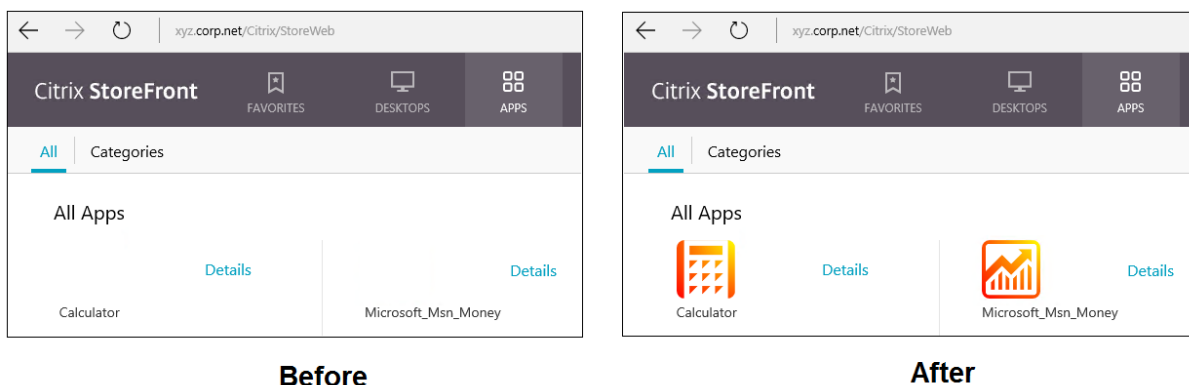 xyz.corp.net/Citrix/StoreWeb
Citrix StoreFront
FAVORITES
DESKTOPS
APPS
All
Categories
All Apps
Details
Details
Calculator
Microsoft_Msn_Money
Before
xyz.corp.net/Citrix/StoreWeb
Citrix StoreFront
FAVORITES
DESKTOPS
APPS
All
Categories
All Apps
Details
Details
Calculator
Microsoft_Msn_Money
After